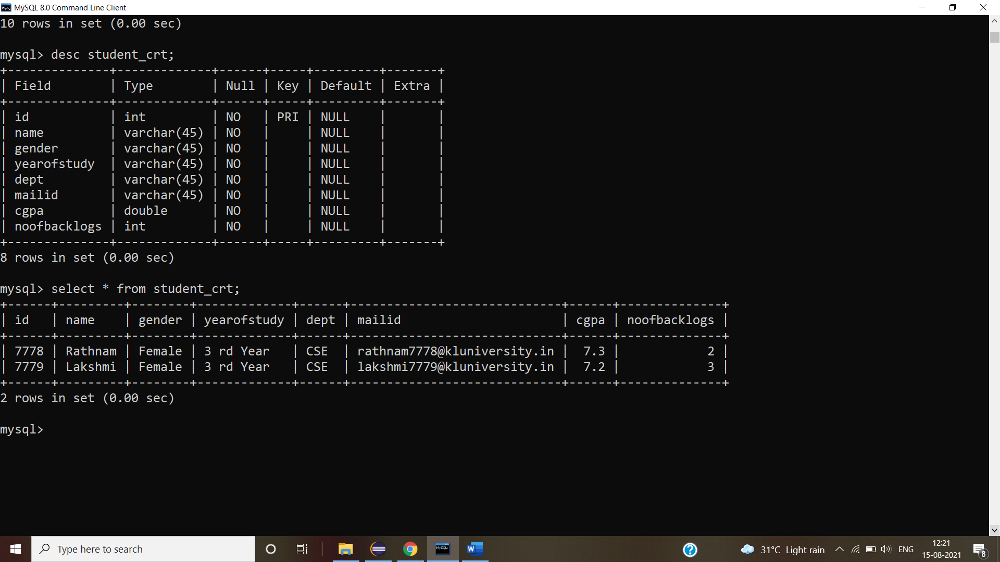 MySQL 8.0 Command Line Client
10 rows in set (0.00 sec)
mysql> desc student_crt;
+--------------+-------------+------+-----+---------+-------+
| Field        | Type        | Null | Key | Default | Extra |
+--------------+-------------+------+-----+---------+-------+
| id           | int         | NO   | PRI | NULL    |       |
| name         | varchar(45) | NO   |     | NULL    |       |
| gender       | varchar(45) | NO   |     | NULL    |       |
| yearofstudy  | varchar(45) | NO   |     | NULL    |       |
| dept         | varchar(45) | NO   |     | NULL    |       |
| mailid       | varchar(45) | NO   |     | NULL    |       |
| cgpa         | double      | NO   |     | NULL    |       |
| noofbacklogs | int         | NO   |     | NULL    |       |
+--------------+-------------+------+-----+---------+-------+
8 rows in set (0.00 sec)
mysql> select * from student_crt;
+------+---------+--------+-------------+------+-----------------------------+------+--------------+
| id   | name    | gender | yearofstudy | dept | mailid                      | cgpa | noofbacklogs |
+------+---------+--------+-------------+------+-----------------------------+------+--------------+
| 7778 | Rathnam | Female | 3 rd Year   | CSE  | rathnam7778@kluniversity.in |  7.3 |            2 |
| 7779 | Lakshmi | Female | 3 rd Year   | CSE  | lakshmi7779@kluniversity.in |  7.2 |            3 |
+------+---------+--------+-------------+------+-----------------------------+------+--------------+
2 rows in set (0.00 sec)
mysql>
Type here to search
31°C Light rain
ENG
12:21
15-08-2021
8